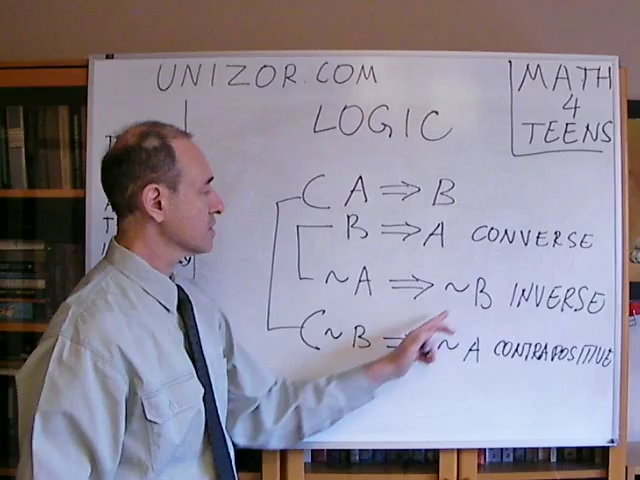 UNIZOR.COM
MATH
4
TEENS
LOGIC
A ⇒ B
B ⇒ A CONVERSE
~A ⇒ ~B INVERSE
~B ⇒ ~A CONTRAPOSITIVE